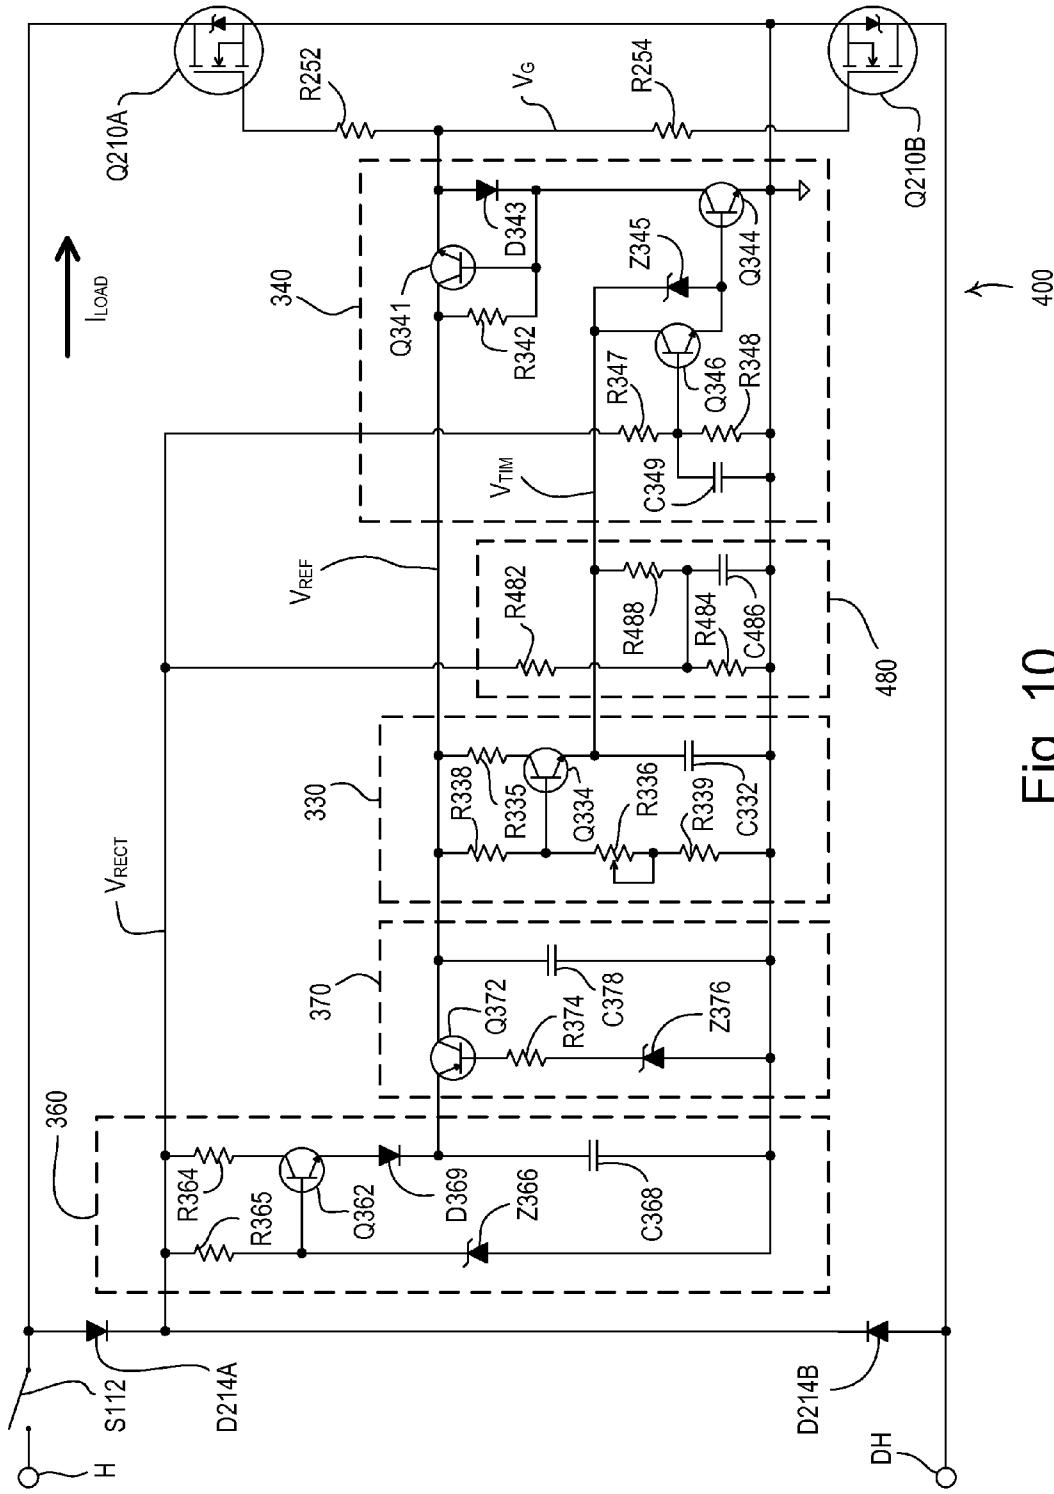 Q210A
R252
VG
R254
Q210B
ILOAD
340
Q341
R342
D343
Z345
Q344
R347
Q346
R348
C349
VTIM
VREF
400
R482
R488
R484
C486
480
VRECT
330
R338
R335
Q334
R336
R339
C332
370
Q372
R374
C378
Z376
360
R364
R365
Q362
D369
Z366
C368
S112
D214A
D214B
H
DH
Fig. 10